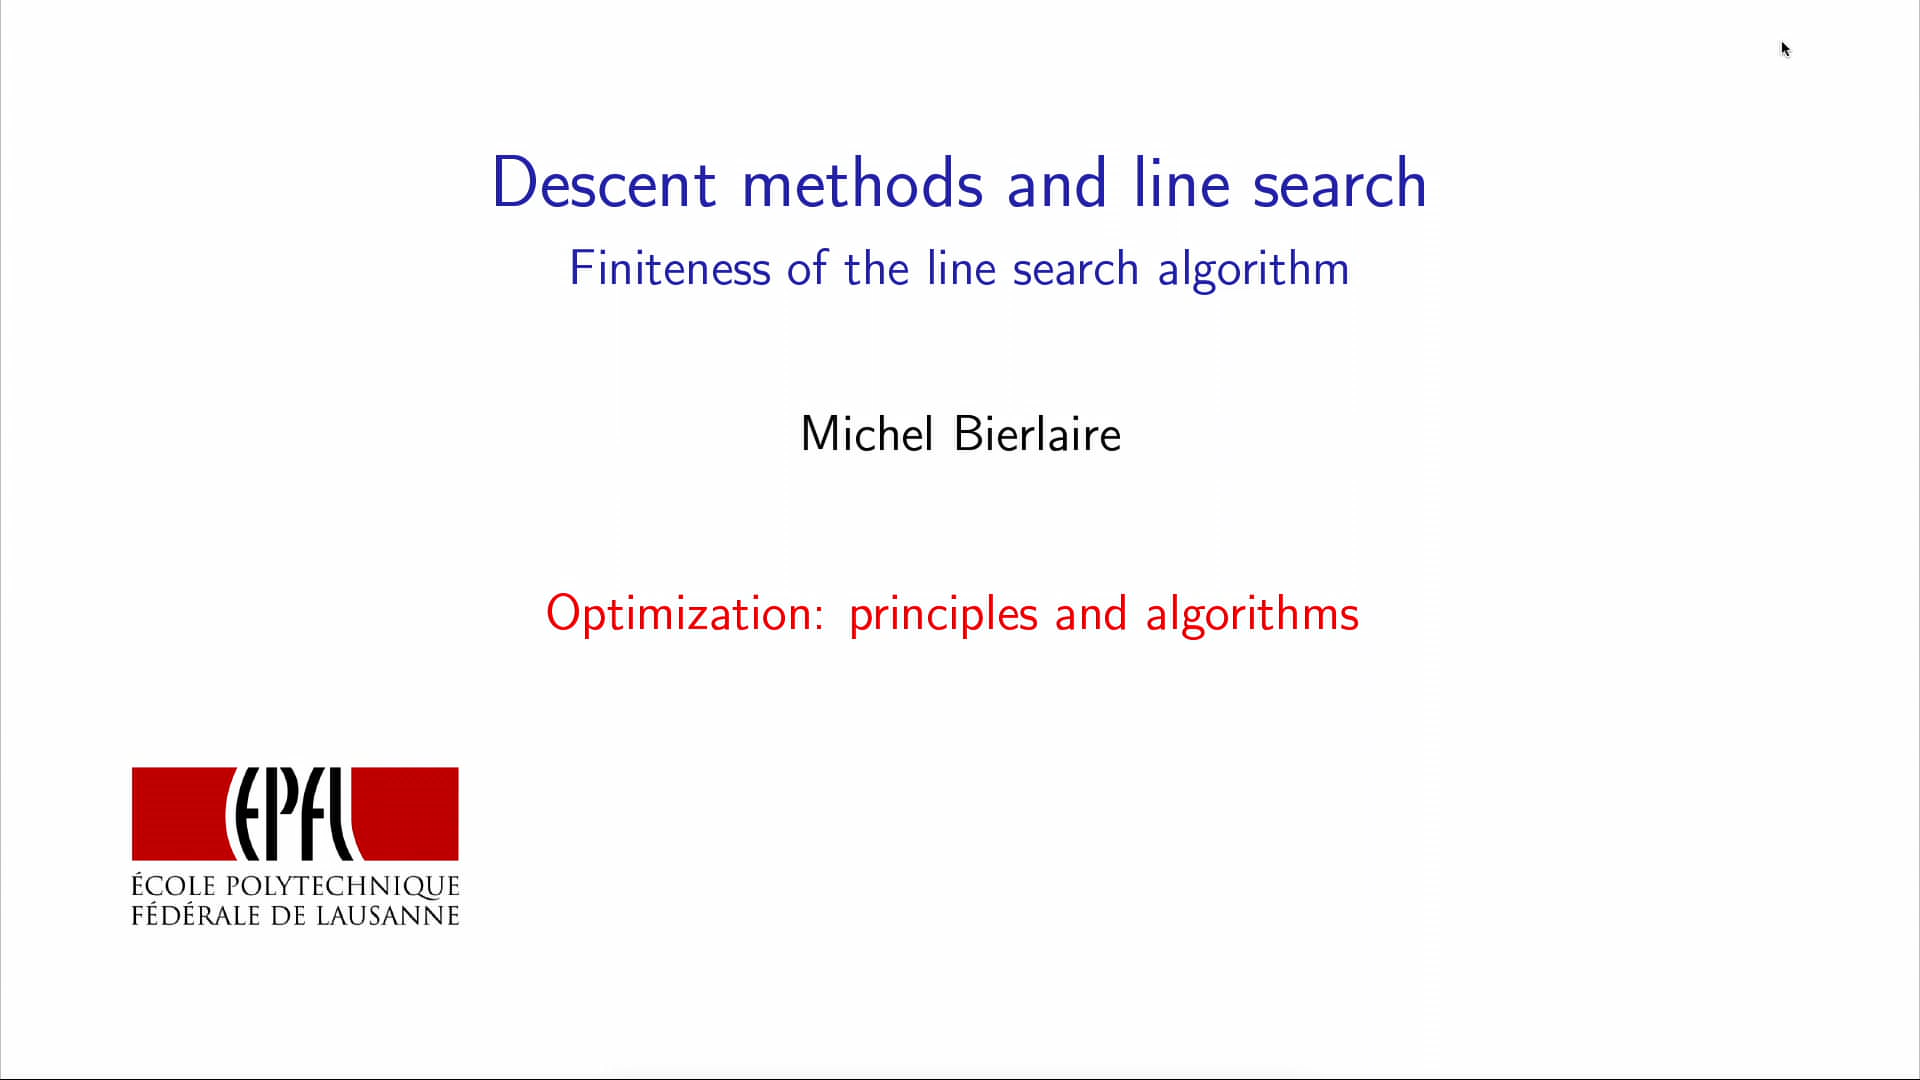 Descent methods and line search
Finiteness of the line search algorithm
Michel Bierlaire
Optimization: principles and algorithms
EPFL
ÉCOLE POLYTECHNIQUE
FÉDÉRALE DE LAUSANNE